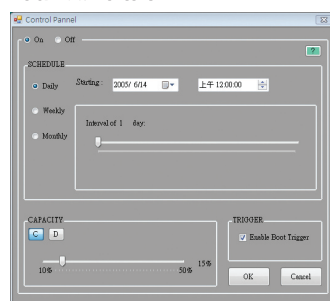 Control Panel
On Off
?
SCHEDULE
Daily Starting: 2005/ 6/14 上午 12:00:00
Weekly
Interval of 1 day:
Monthly
CAPACITY
C D
15%
10% 50%
TRIGGER
Enable Boot Trigger
OK Cancel